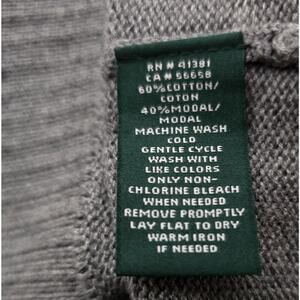 RN # 41381
CA # 56658
60% COTTON/
COTON
40% MODAL/
MODAL
MACHINE WASH
COLD
GENTLE CYCLE
WASH WITH
LIKE COLORS
ONLY NON-
CHLORINE BLEACH
WHEN NEEDED
REMOVE PROMPTLY
LAY FLAT TO DRY
WARM IRON
IF NEEDED